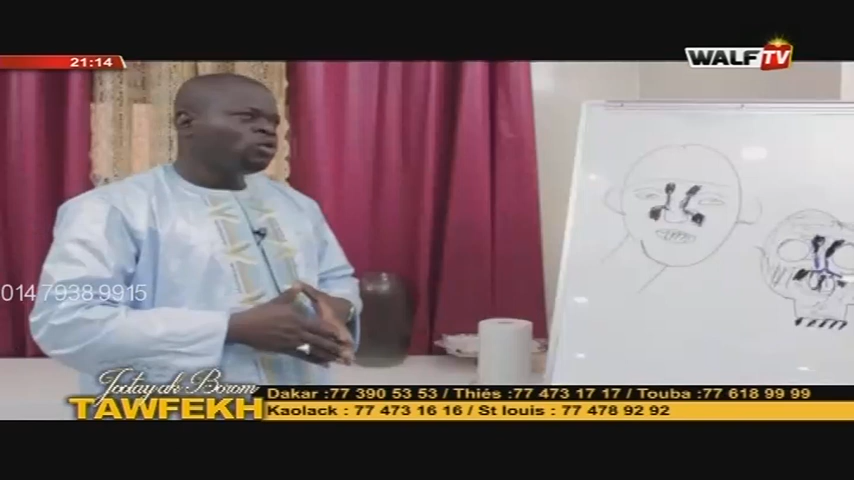 21:14
WALF TV
014 7938 9915
Jootay ak Borom
TAWFEKH
Dakar :77 390 53 53 / Thiés :77 473 17 17 / Touba :77 618 99 99
Kaolack : 77 473 16 16 / St louis : 77 478 92 92